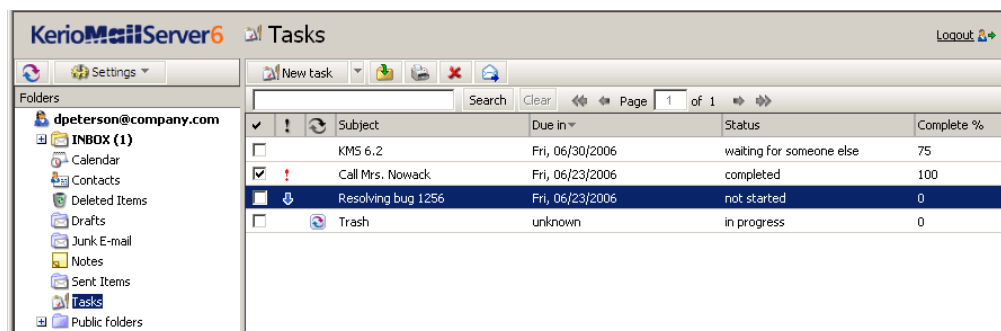 KerioMailServer6 Tasks Logout
Settings New task
Folders Search Clear Page 1 of 1
dpeterson@company.com ! Subject Due in Status Complete %
INBOX (1) KMS 6.2 Fri, 06/30/2006 waiting for someone else 75
Calendar
Contacts ! Call Mrs. Nowack Fri, 06/23/2006 completed 100
Deleted Items Resolving bug 1256 Fri, 06/23/2006 not started 0
Drafts Trash unknown in progress 0
Junk E-mail
Notes
Sent Items
Tasks
Public folders